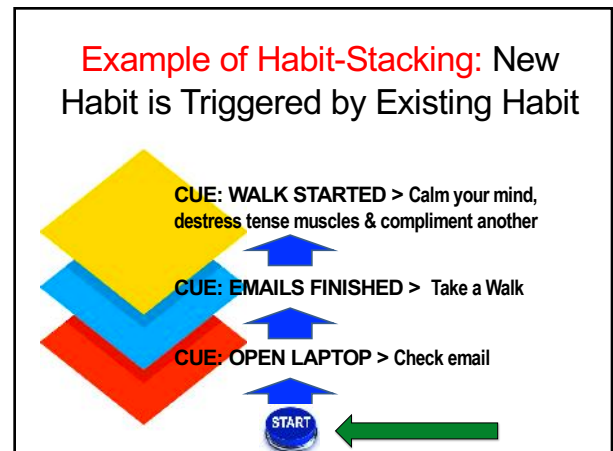 Example of Habit-Stacking: New
Habit is Triggered by Existing Habit
CUE: WALK STARTED > Calm your mind,
destress tense muscles & compliment another
CUE: EMAILS FINISHED > Take a Walk
CUE: OPEN LAPTOP > Check email
START